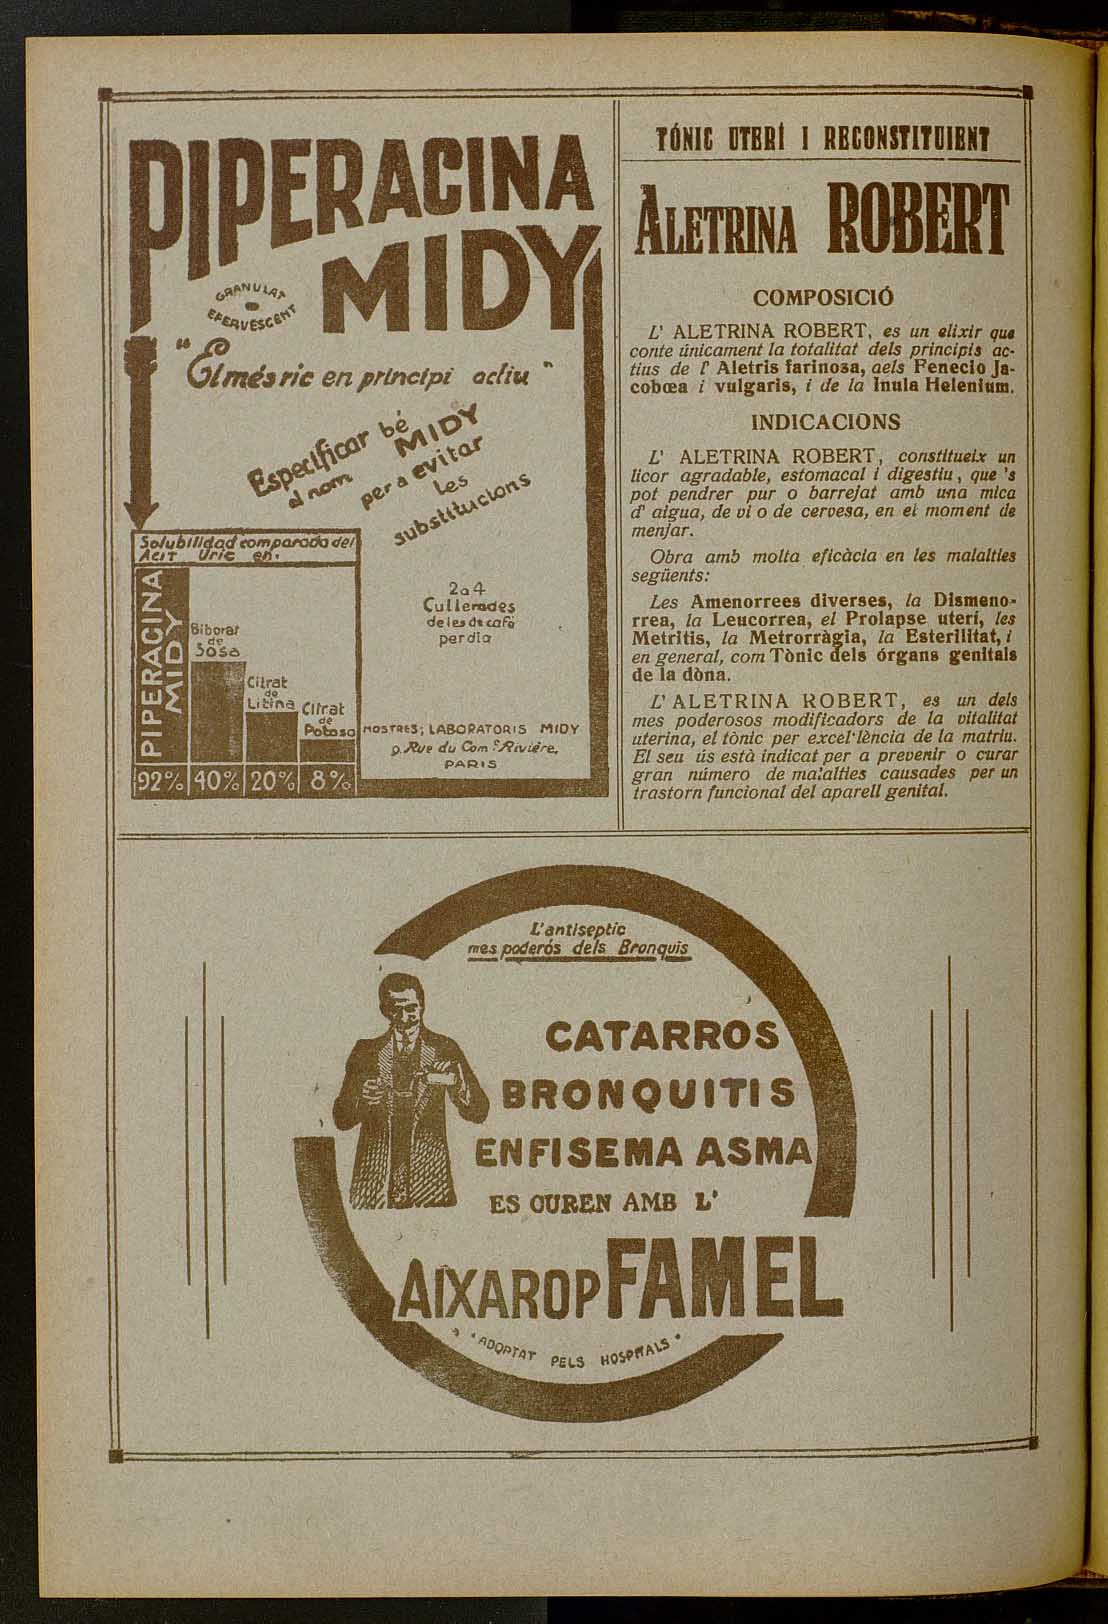 PIPERACINA
MIDY
GRANULAT
EFERVESCENT
"El més ric en principi actiu"
Especificar bé
el nom MIDY
per a evitar
les
substitucions
Solubilidad comparada del
Acit Uric en.
PIPERACINA
MIDY
Biborat
de
Sosa
Citrat
de
Litina
Citrat
de
Potosa
92% 40% 20% 8%
2 a 4
Cullerades
de les de cafè
per dia
MOSTRES; LABORATORIS MIDY
9. Rue du Com.t Rivière,
PARIS
TÓNIC UTERÍ I RECONSTITUIENT
ALETRINA ROBERT
COMPOSICIÓ
L' ALETRINA ROBERT, es un elixir que
conte únicament la totalitat dels principis ac-
tius de l' Aletris farinosa, dels Fenecio Ja-
cobœa i vulgaris, i de la Inula Helenium.
INDICACIONS
L' ALETRINA ROBERT, constitueix un
licor agradable, estomacal i digestiu, que 's
pot pendrer pur o barrejat amb una mica
d' aigua, de vi o de cervesa, en el moment de
menjar.
Obra amb molta eficàcia en les malalties
següents:
Les Amenorrees diverses, la Dismeno-
rrea, la Leucorrea, el Prolapse uterí, les
Metritis, la Metrorràgia, la Esterilitat, i
en general, com Tònic dels órgans genitals
de la dòna.
L' ALETRINA ROBERT, es un dels
mes poderosos modificadors de la vitalitat
uterina, el tònic per excel'lència de la matriu.
El seu ús està indicat per a prevenir o curar
gran número de malalties causades per un
trastorn funcional del aparell genital.
L'antiseptic
mes poderós dels Bronquis
CATARROS
BRONQUITIS
ENFISEMA ASMA
ES CUREN AMB L'
AIXAROP FAMEL
"ADOPTAT PELS HOSPITALS"